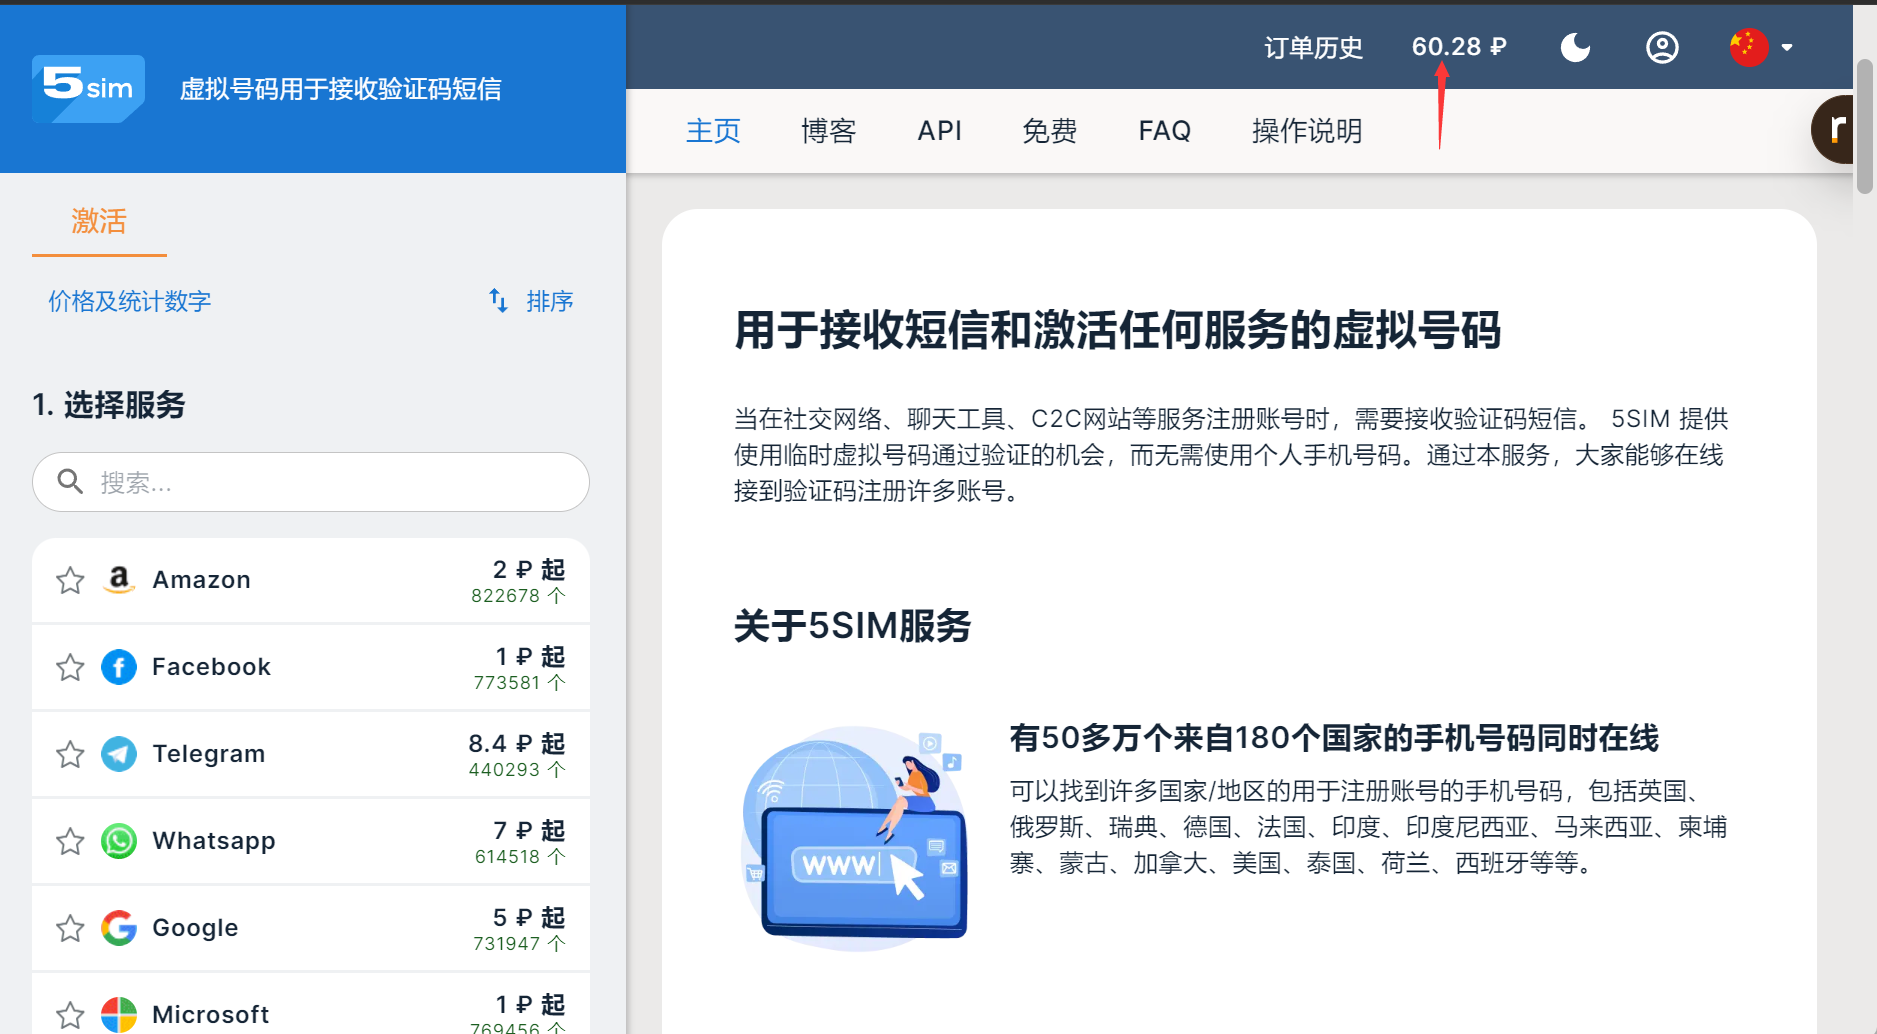 5sim
虚拟号码用于接收验证码短信
订单历史
60.28 ₽
主页
博客
API
免费
FAQ
操作说明
r
激活
价格及统计数字
排序
1. 选择服务
搜索...
Amazon
2 ₽ 起
822678 个
Facebook
1 ₽ 起
773581 个
Telegram
8.4 ₽ 起
440293 个
Whatsapp
7 ₽ 起
614518 个
Google
5 ₽ 起
731947 个
Microsoft
1 ₽ 起
769456 个
用于接收短信和激活任何服务的虚拟号码
当在社交网络、聊天工具、C2C网站等服务注册账号时，需要接收验证码短信。 5SIM 提供
使用临时虚拟号码通过验证的机会，而无需使用个人手机号码。通过本服务，大家能够在线
接到验证码注册许多账号。
关于5SIM服务
WWW
有50多万个来自180个国家的手机号码同时在线
可以找到许多国家/地区的用于注册账号的手机号码，包括英国、
俄罗斯、瑞典、德国、法国、印度、印度尼西亚、马来西亚、柬埔
寨、蒙古、加拿大、美国、泰国、荷兰、西班牙等等。